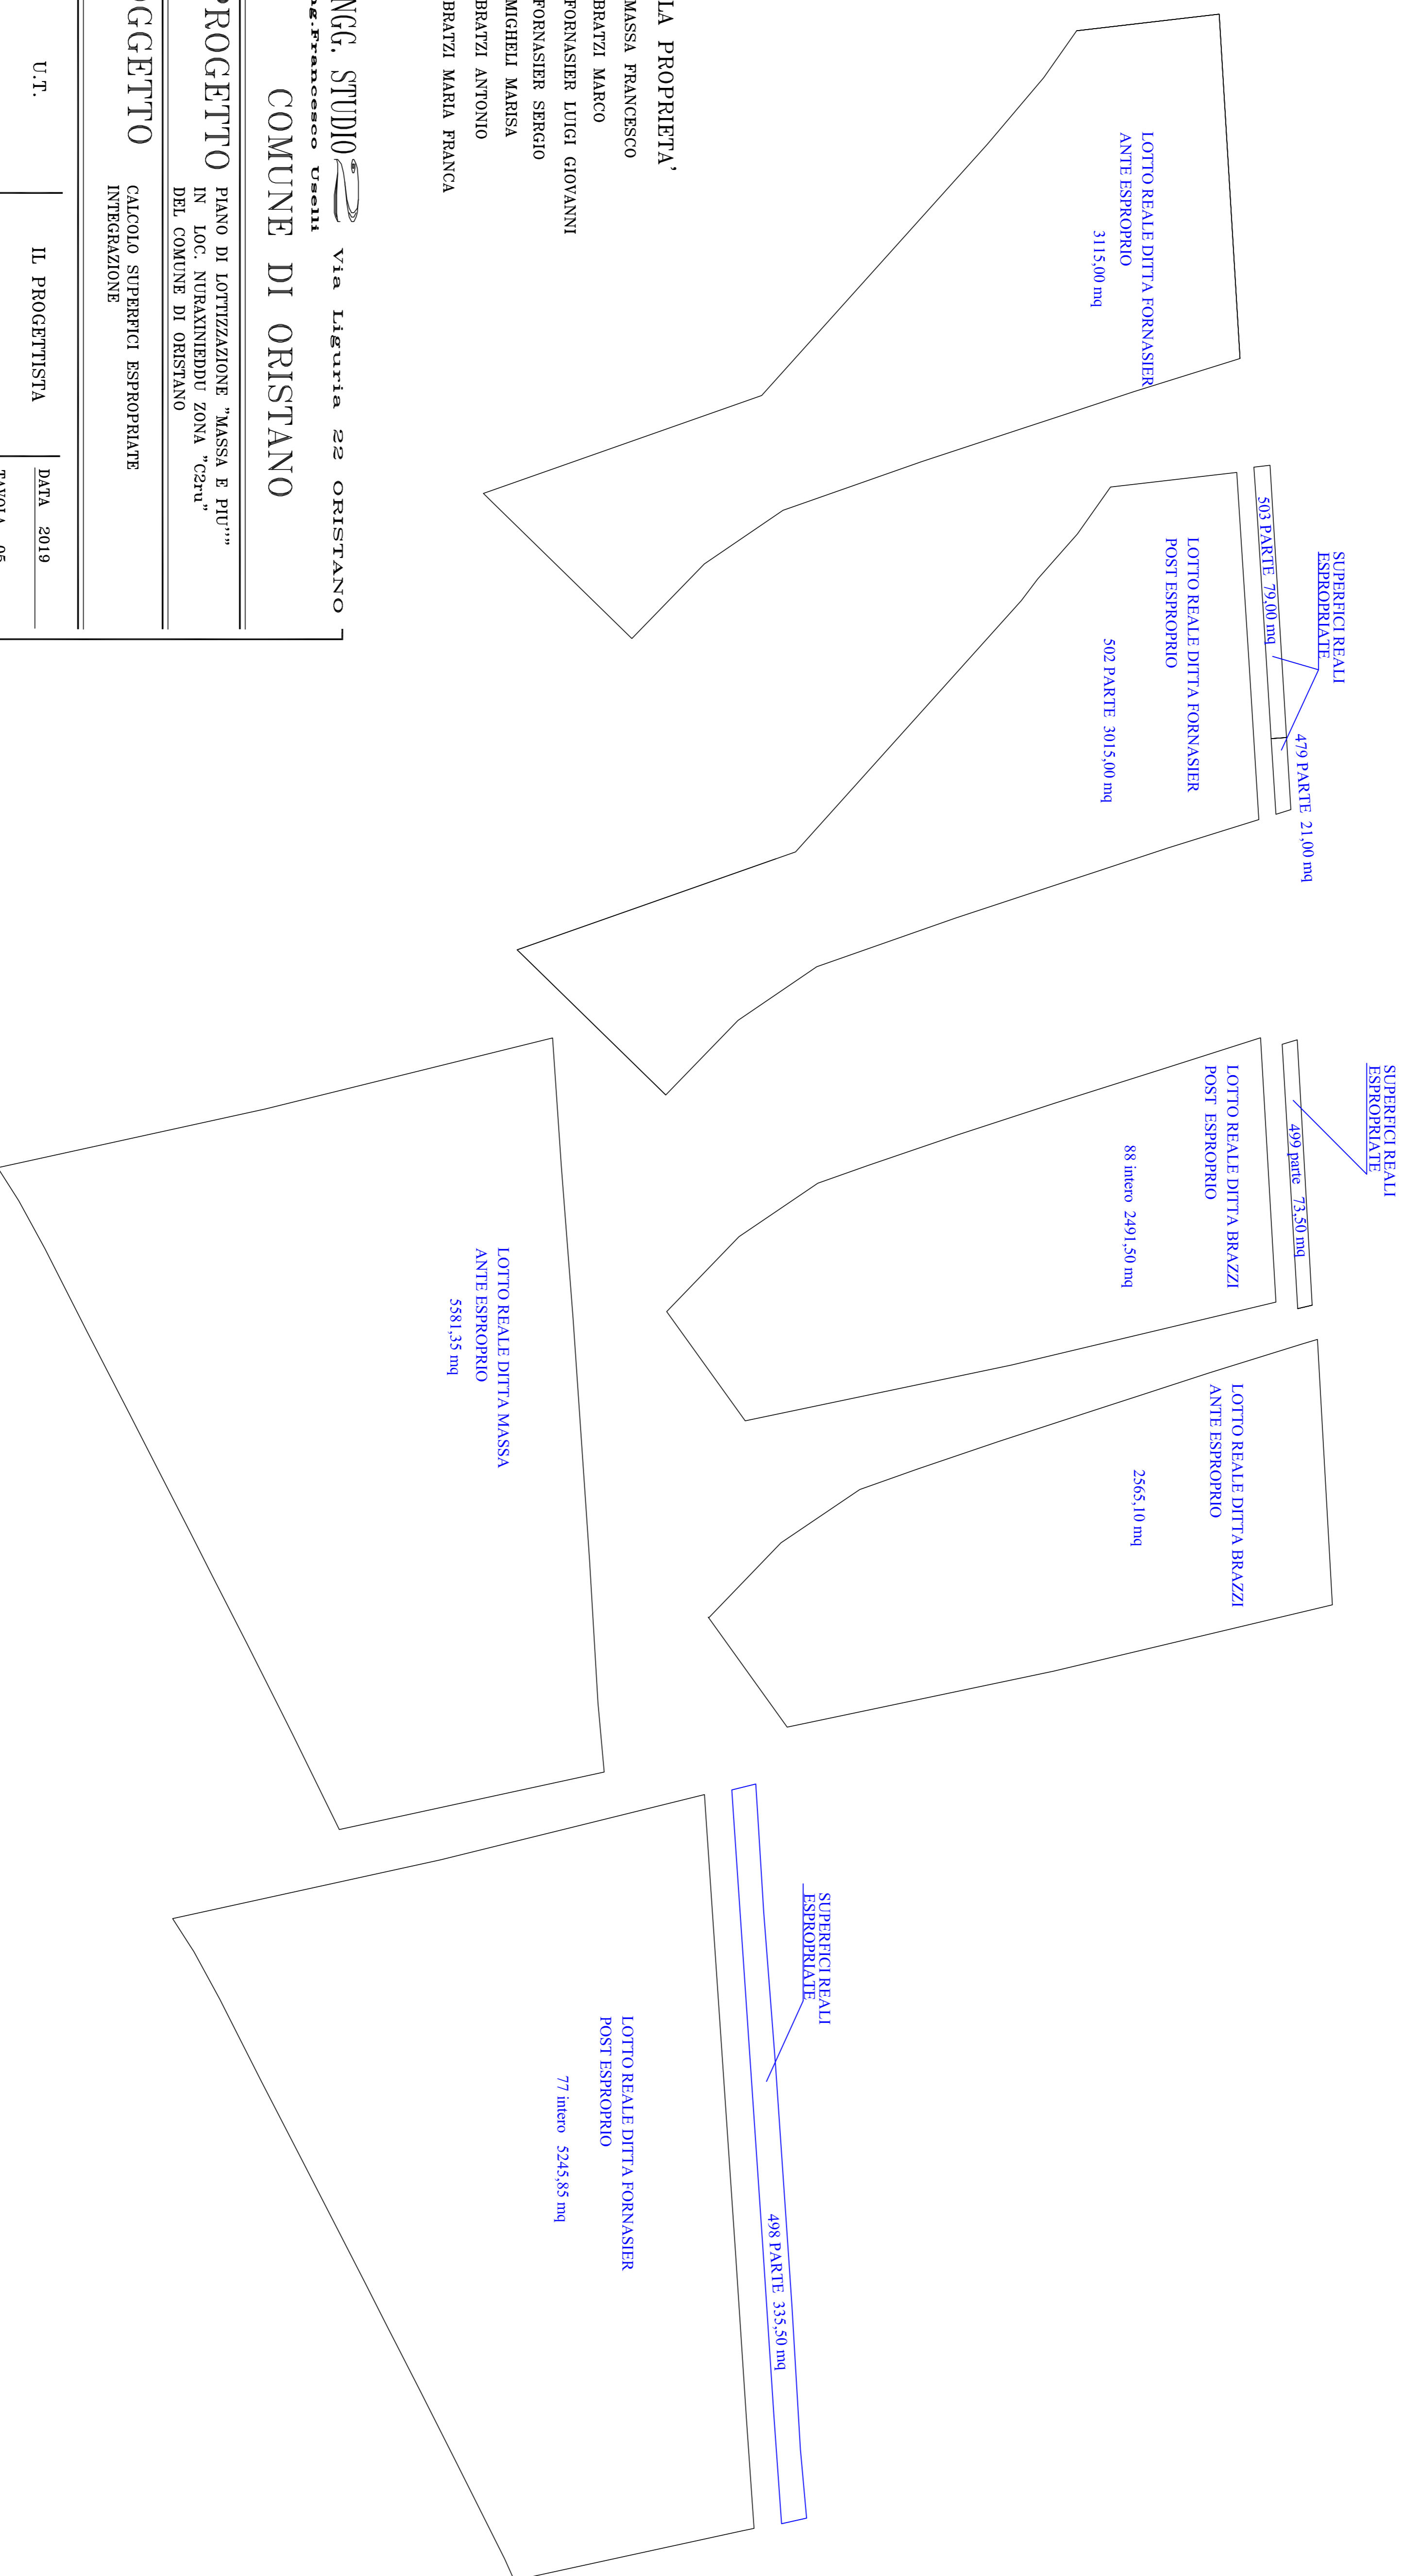 LA PROPRIETA'
MASSA FRANCESCO
BRATZI MARCO
FORNASIER LUIGI GIOVANNI
FORNASIER SERGIO
MIGHELI MARISA
BRATZI ANTONIO
BRATZI MARIA FRANCA
STUDIO 2 Via Liguria 22 ORISTANO
Francesco Uselli
COMUNE DI ORISTANO
PROGETTO
PIANO DI LOTTIZZAZIONE "MASSA E PIU'"
IN LOC. NURAXINIEDDU ZONA "C2ru"
DEL COMUNE DI ORISTANO
CALCOLO SUPERFICI ESPROPRIATE
INTEGRAZIONE
U.T.
IL PROGETTISTA
DATA 2019
LOTTO REALE DITTA FORNASIER
ANTE ESPROPRIO
3115,00 mq
SUPERFICI REALI
ESPROPRIATE
503 PARTE 79,00 mq
479 PARTE 21,00 mq
LOTTO REALE DITTA FORNASIER
POST ESPROPRIO
502 PARTE 3015,00 mq
SUPERFICI REALI
ESPROPRIATE
499 parte 73,50 mq
LOTTO REALE DITTA BRAZZI
POST ESPROPRIO
88 intero 2491,50 mq
LOTTO REALE DITTA BRAZZI
ANTE ESPROPRIO
2565,10 mq
LOTTO REALE DITTA MASSA
ANTE ESPROPRIO
5581,35 mq
SUPERFICI REALI
ESPROPRIATE
498 PARTE 335,50 mq
LOTTO REALE DITTA FORNASIER
POST ESPROPRIO
77 intero 5245,85 mq